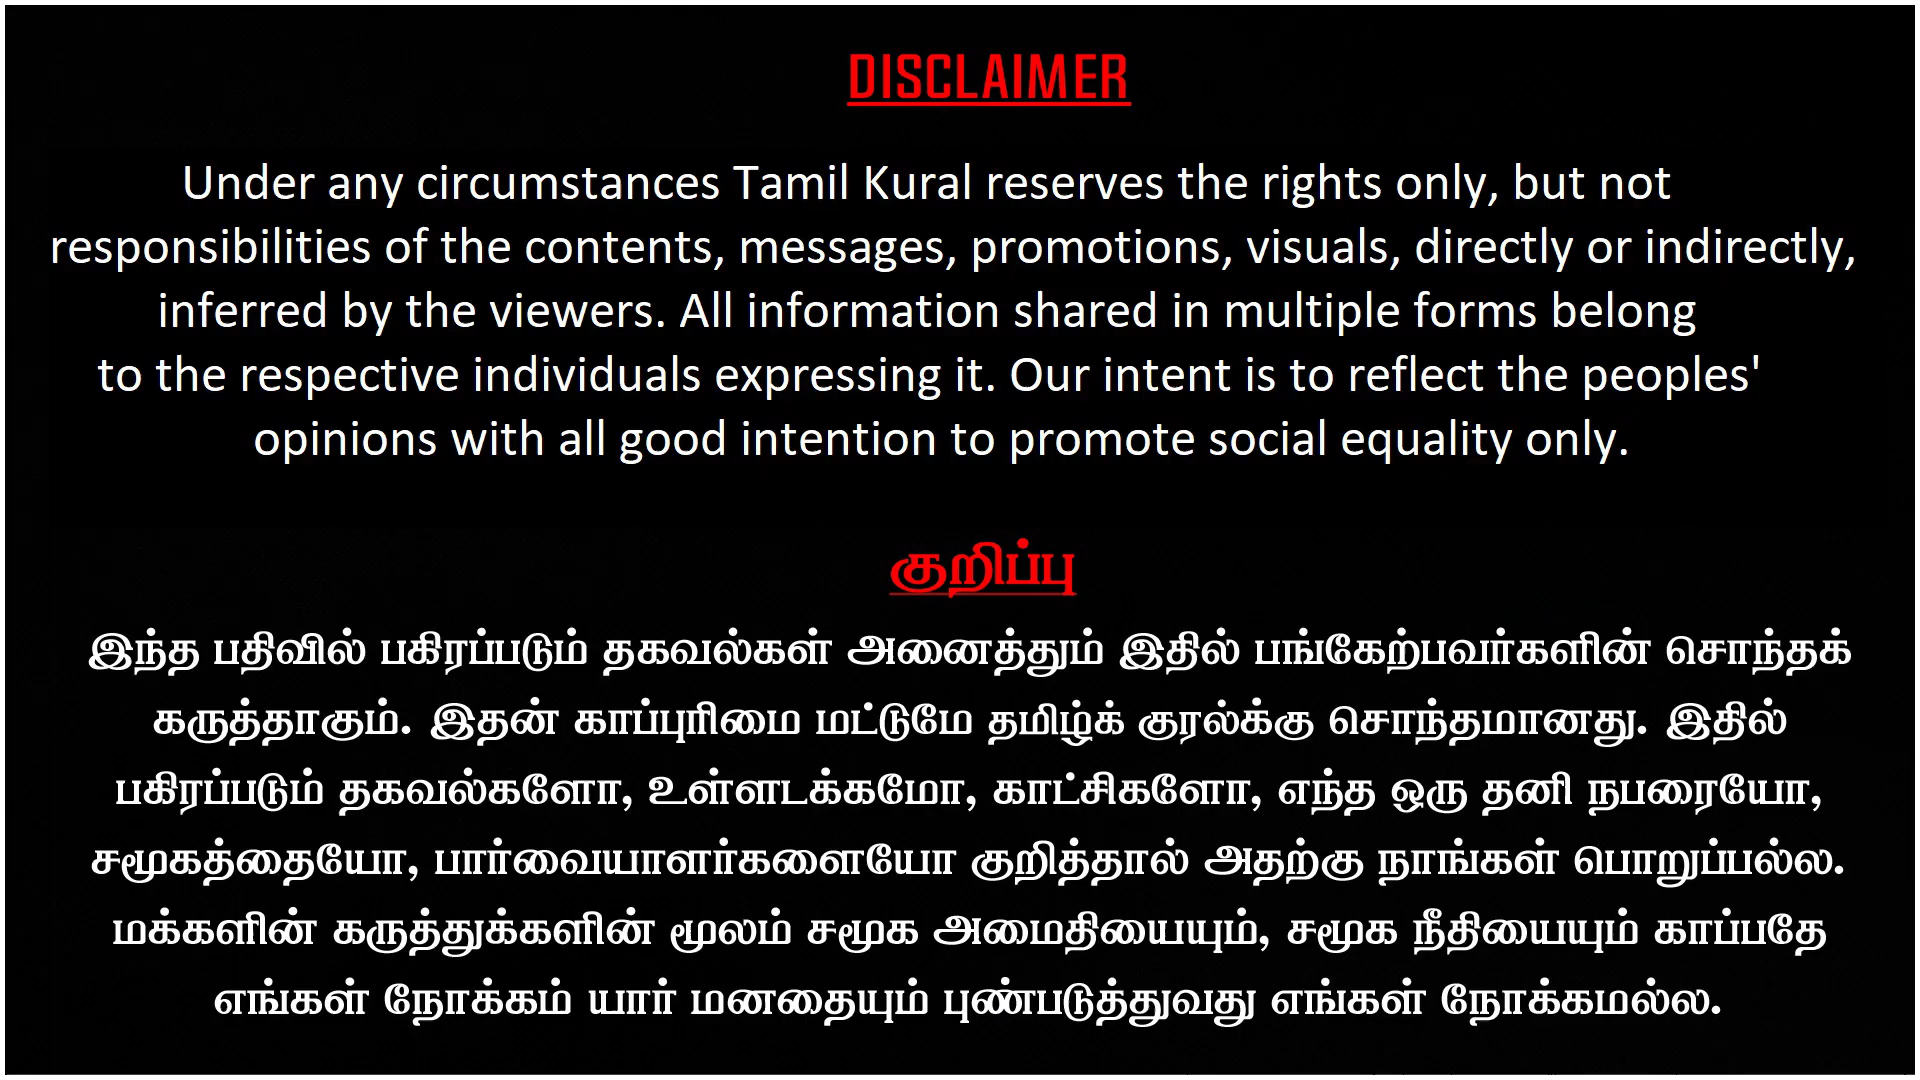 DISCLAIMER
Under any circumstances Tamil Kural reserves the rights only, but not
responsibilities of the contents, messages, promotions, visuals, directly or indirectly,
inferred by the viewers. All information shared in multiple forms belong
to the respective individuals expressing it. Our intent is to reflect the peoples'
opinions with all good intention to promote social equality only.
குறிப்பு
இந்த பதிவில் பகிரப்படும் தகவல்கள் அனைத்தும் இதில் பங்கேற்பவர்களின் சொந்தக்
கருத்தாகும். இதன் காப்புரிமை மட்டுமே தமிழ்க் குரல்க்கு சொந்தமானது. இதில்
பகிரப்படும் தகவல்களோ, உள்ளடக்கமோ, காட்சிகளோ, எந்த ஒரு தனி நபரையோ,
சமூகத்தையோ, பார்வையாளர்களையோ குறித்தால் அதற்கு நாங்கள் பொறுப்பல்ல.
மக்களின் கருத்துக்களின் மூலம் சமூக அமைதியையும், சமூக நீதியையும் காப்பதே
எங்கள் நோக்கம் யார் மனதையும் புண்படுத்துவது எங்கள் நோக்கமல்ல.